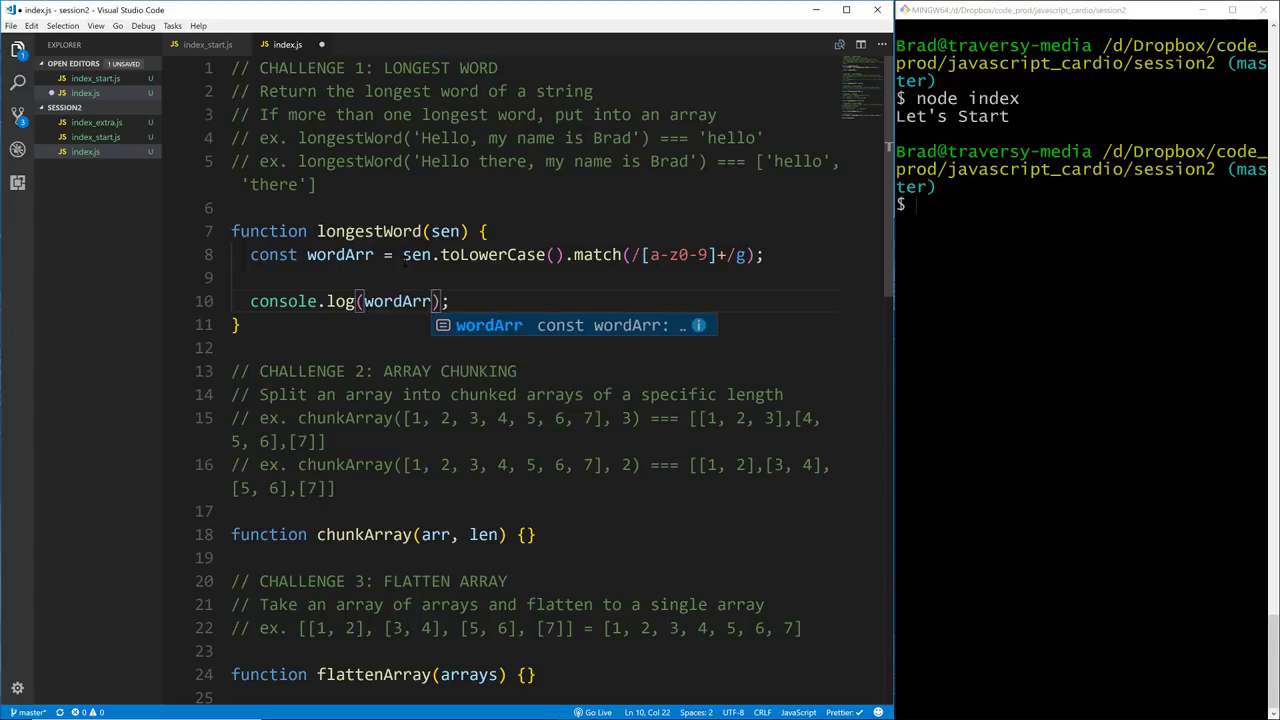 index.js - session2 - Visual Studio Code
File Edit Selection View Go Debug Tasks Help
EXPLORER
OPEN EDITORS 1 UNSAVED
index_start.js U
index.js U
SESSION2
index_extra.js U
index_start.js U
index.js U
index_start.js index.js
1 // CHALLENGE 1: LONGEST WORD
2 // Return the longest word of a string
3 // If more than one longest word, put into an array
4 // ex. longestWord('Hello, my name is Brad') === 'hello'
5 // ex. longestWord('Hello there, my name is Brad') === ['hello',
'there']
6
7 function longestWord(sen) {
8 const wordArr = sen.toLowerCase().match(/[a-z0-9]+/g);
9
10 console.log(wordArr);
11 }
wordArr const wordArr: ..
12
13 // CHALLENGE 2: ARRAY CHUNKING
14 // Split an array into chunked arrays of a specific length
15 // ex. chunkArray([1, 2, 3, 4, 5, 6, 7], 3) === [[1, 2, 3],[4,
5, 6],[7]]
16 // ex. chunkArray([1, 2, 3, 4, 5, 6, 7], 2) === [[1, 2],[3, 4],
[5, 6],[7]]
17
18 function chunkArray(arr, len) {}
19
20 // CHALLENGE 3: FLATTEN ARRAY
21 // Take an array of arrays and flatten to a single array
22 // ex. [[1, 2], [3, 4], [5, 6], [7]] = [1, 2, 3, 4, 5, 6, 7]
23
24 function flattenArray(arrays) {}
25
master* 0 0 Go Live Ln 10, Col 22 Spaces: 2 UTF-8 CRLF JavaScript Prettier: ✓
MINGW64:/d/Dropbox/code_prod/javascript_cardio/session2
Brad@traversy-media /d/Dropbox/code_
prod/javascript_cardio/session2 (mas
ter)
$ node index
Let's Start
Brad@traversy-media /d/Dropbox/code_
prod/javascript_cardio/session2 (mas
ter)
$